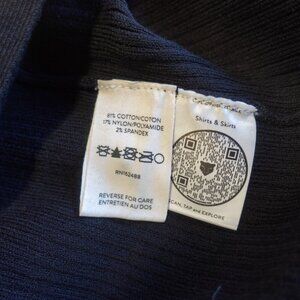 81% COTTON/COTON
17% NYLON/POLYAMIDE
2% SPANDEX
RN162488
REVERSE FOR CARE
ENTRETIEN AU DOS
Shirts & Skirts
SCAN, TAP and EXPLORE